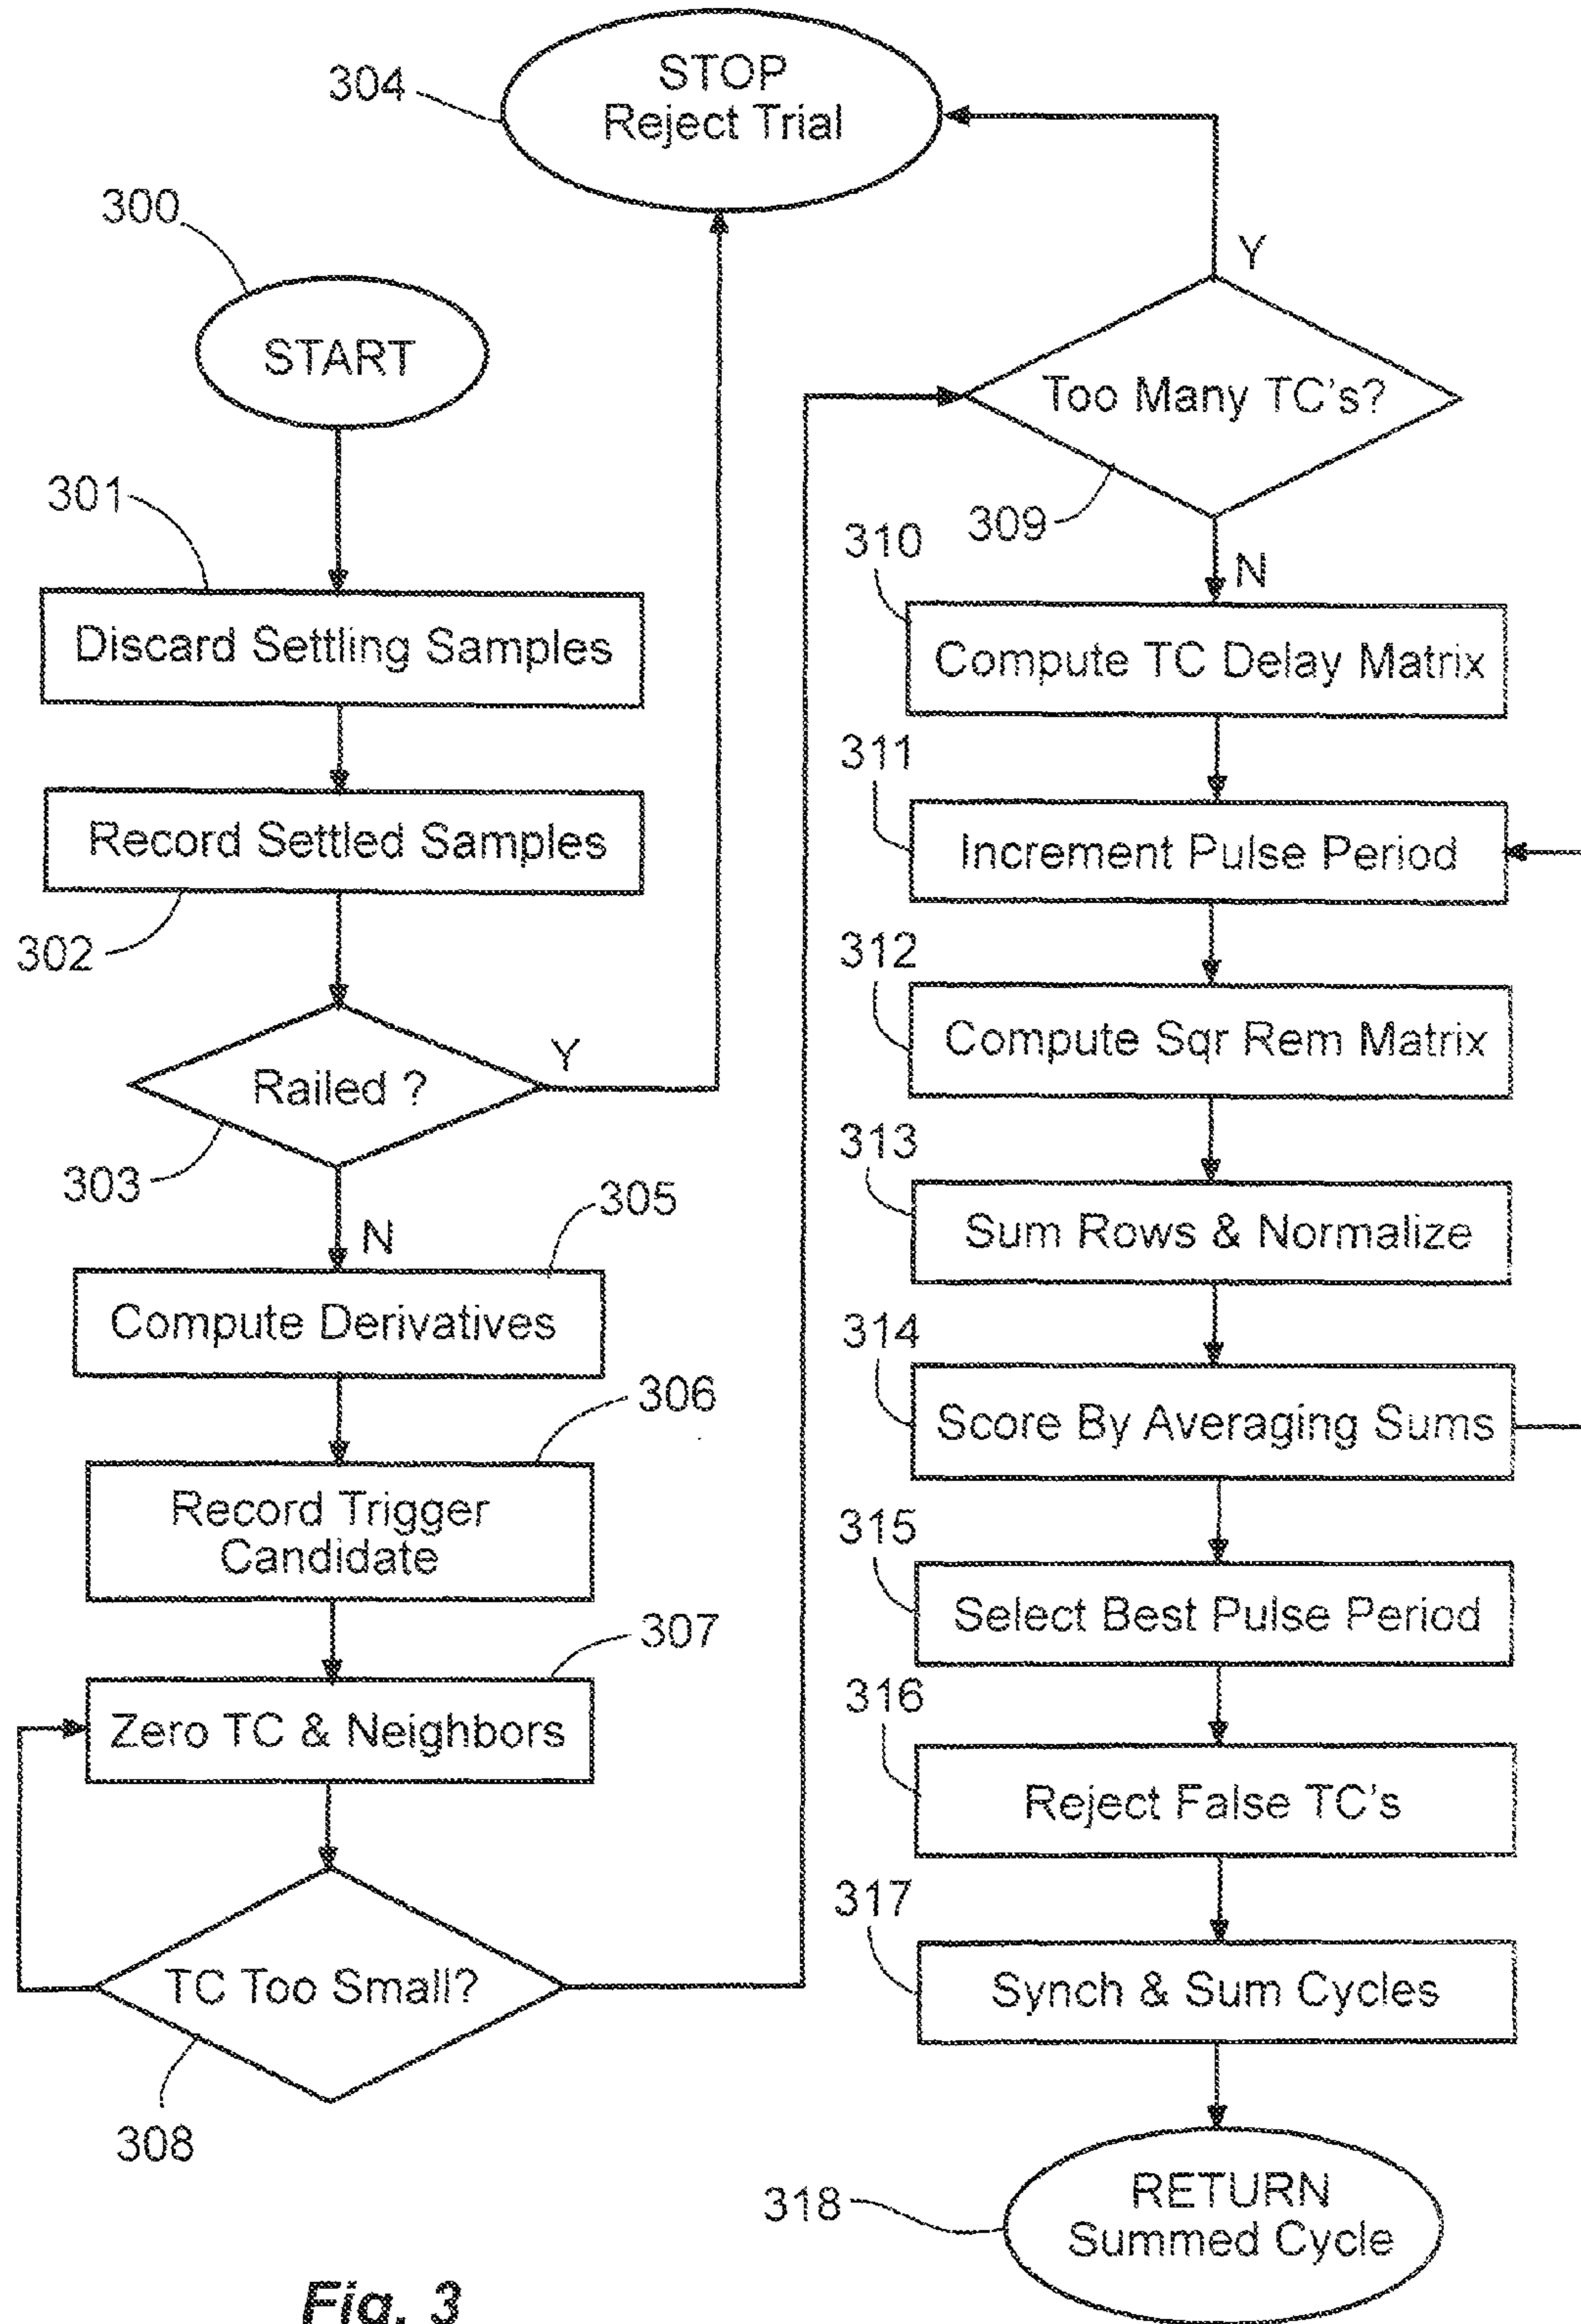 304
STOP
Reject Trial
300
START
301
Discard Settling Samples
Record Settled Samples
302
Railed ?
Y
303
N
305
Compute Derivatives
306
Record Trigger
Candidate
307
Zero TC & Neighbors
TC Too Small?
308
Y
Too Many TC's?
309
N
310
Compute TC Delay Matrix
311
Increment Pulse Period
312
Compute Sqr Rem Matrix
313
Sum Rows & Normalize
314
Score By Averaging Sums
315
Select Best Pulse Period
316
Reject False TC's
317
Synch & Sum Cycles
318
RETURN
Summed Cycle
Fig. 3